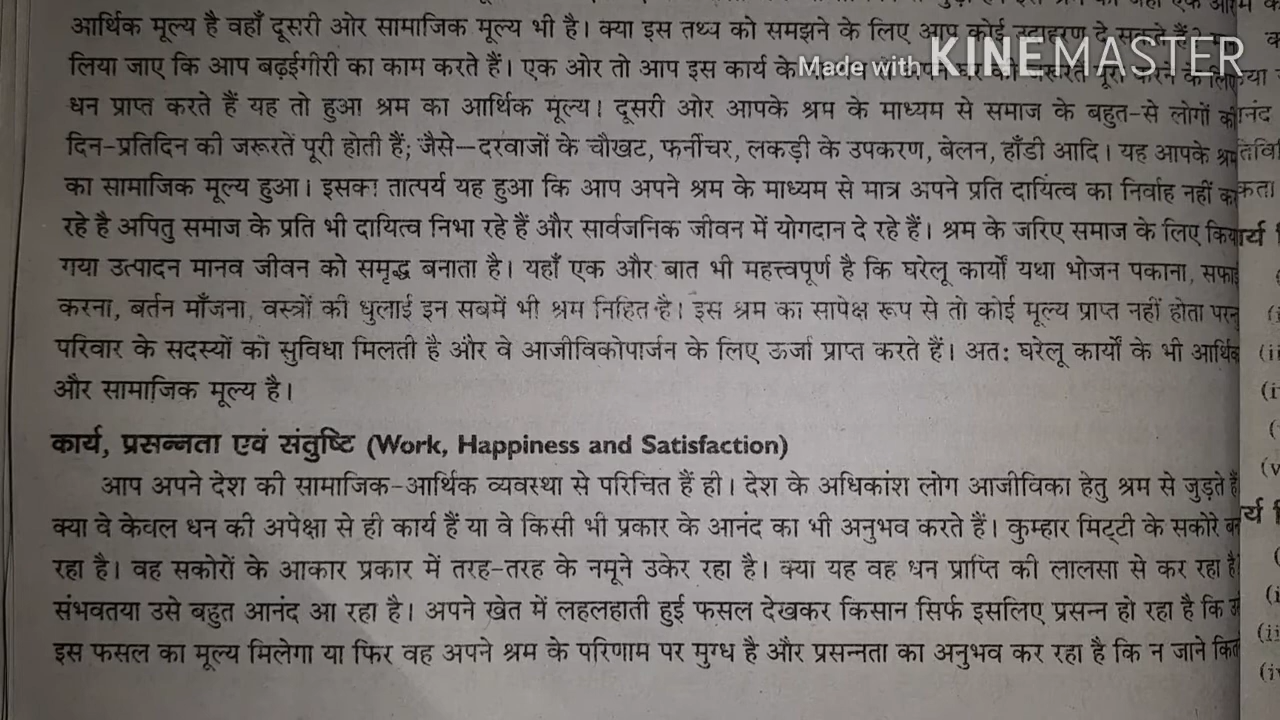 आर्थिक मूल्य है वहाँ दूसरी ओर सामाजिक मूल्य भी है। क्या इस तथ्य को समझने के लिए आप कोई उदाहरण दे सकते हैं?
Made with KINEMASTER
लिया जाए कि आप बढ़ईगीरी का काम करते हैं। एक ओर तो आप इस कार्य के
धन प्राप्त करते हैं यह तो हुआ श्रम का आर्थिक मूल्य। दूसरी ओर आपके श्रम के माध्यम से समाज के बहुत-से लोगों की
दिन-प्रतिदिन की जरूरतें पूरी होती हैं; जैसे—दरवाजों के चौखट, फर्नीचर, लकड़ी के उपकरण, बेलन, हाँडी आदि। यह आपके श्रम
का सामाजिक मूल्य हुआ। इसका तात्पर्य यह हुआ कि आप अपने श्रम के माध्यम से मात्र अपने प्रति दायित्व का निर्वाह नहीं कर
रहे है अपितु समाज के प्रति भी दायित्व निभा रहे हैं और सार्वजनिक जीवन में योगदान दे रहे हैं। श्रम के जरिए समाज के लिए किया
गया उत्पादन मानव जीवन को समृद्ध बनाता है। यहाँ एक और बात भी महत्त्वपूर्ण है कि घरेलू कार्यों यथा भोजन पकाना, सफाई
करना, बर्तन माँजना, वस्त्रों की धुलाई इन सबमें भी श्रम निहित है। इस श्रम का सापेक्ष रूप से तो कोई मूल्य प्राप्त नहीं होता
परिवार के सदस्यों को सुविधा मिलती है और वे आजीविकोपार्जन के लिए ऊर्जा प्राप्त करते हैं। अतः घरेलू कार्यों के भी आर्थिक
और सामाजिक मूल्य है।
कार्य, प्रसन्नता एवं संतुष्टि (Work, Happiness and Satisfaction)
आप अपने देश की सामाजिक-आर्थिक व्यवस्था से परिचित हैं ही। देश के अधिकांश लोग आजीविका हेतु श्रम से जुड़ते हैं
क्या वे केवल धन की अपेक्षा से ही कार्य हैं या वे किसी भी प्रकार के आनंद का भी अनुभव करते हैं। कुम्हार मिट्टी के सकोरे
रहा है। वह सकोरों के आकार प्रकार में तरह-तरह के नमूने उकेर रहा है। क्या यह वह धन प्राप्ति की लालसा से कर रहा है
संभवतया उसे बहुत आनंद आ रहा है। अपने खेत में लहलहाती हुई फसल देखकर किसान सिर्फ इसलिए प्रसन्न हो रहा है कि
इस फसल का मूल्य मिलेगा या फिर वह अपने श्रम के परिणाम पर मुग्ध है और प्रसन्नता का अनुभव कर रहा है कि न जाने